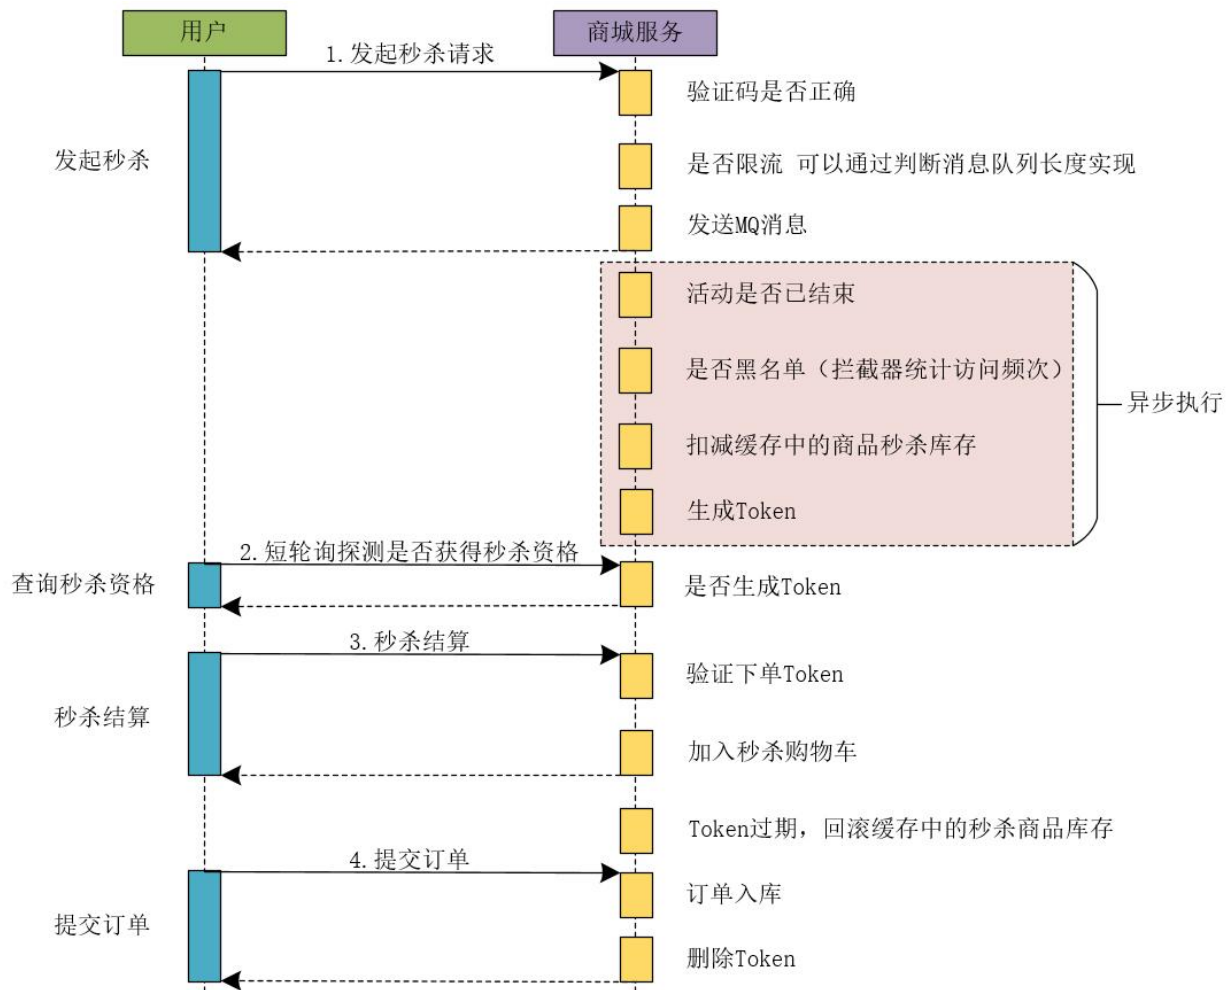 用户
商城服务
1.发起秒杀请求
验证码是否正确
发起秒杀
是否限流 可以通过判断消息队列长度实现
发送MQ消息
活动是否已结束
是否黑名单（拦截器统计访问频次）
异步执行
扣减缓存中的商品秒杀库存
生成Token
2.短轮询探测是否获得秒杀资格
查询秒杀资格
是否生成Token
3.秒杀结算
验证下单Token
秒杀结算
加入秒杀购物车
Token过期，回滚缓存中的秒杀商品库存
4.提交订单
订单入库
提交订单
删除Token